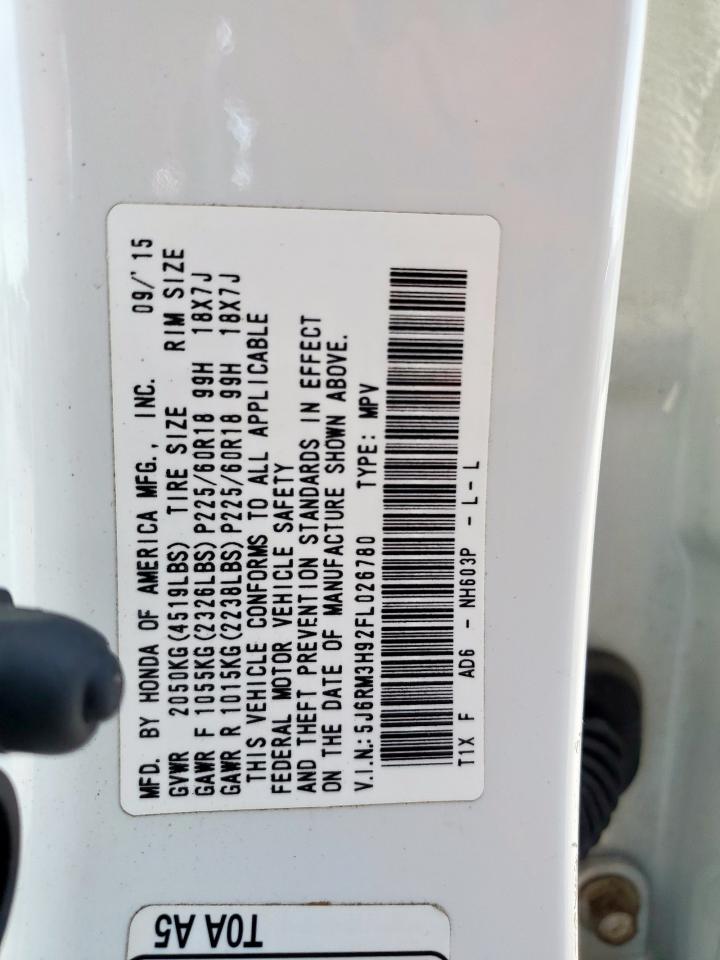 MFD. BY HONDA OF AMERICA MFG., INC. 09/'15
GVWR 2050KG(4519LBS) TIRE SIZE RIM SIZE
GAWR F 1055KG(2326LBS)P225/60R18 99H 18X7J
GAWR R 1015KG(2238LBS)P225/60R18 99H 18X7J
THIS VEHICLE CONFORMS TO ALL APPLICABLE
FEDERAL MOTOR VEHICLE SAFETY
AND THEFT PREVENTION STANDARDS IN EFFECT
ON THE DATE OF MANUFACTURE SHOWN ABOVE.
V.I.N.:5J6RM3H92FL026780 TYPE: MPV
T1X F AD6 - NH603P - L - L
T0A A5